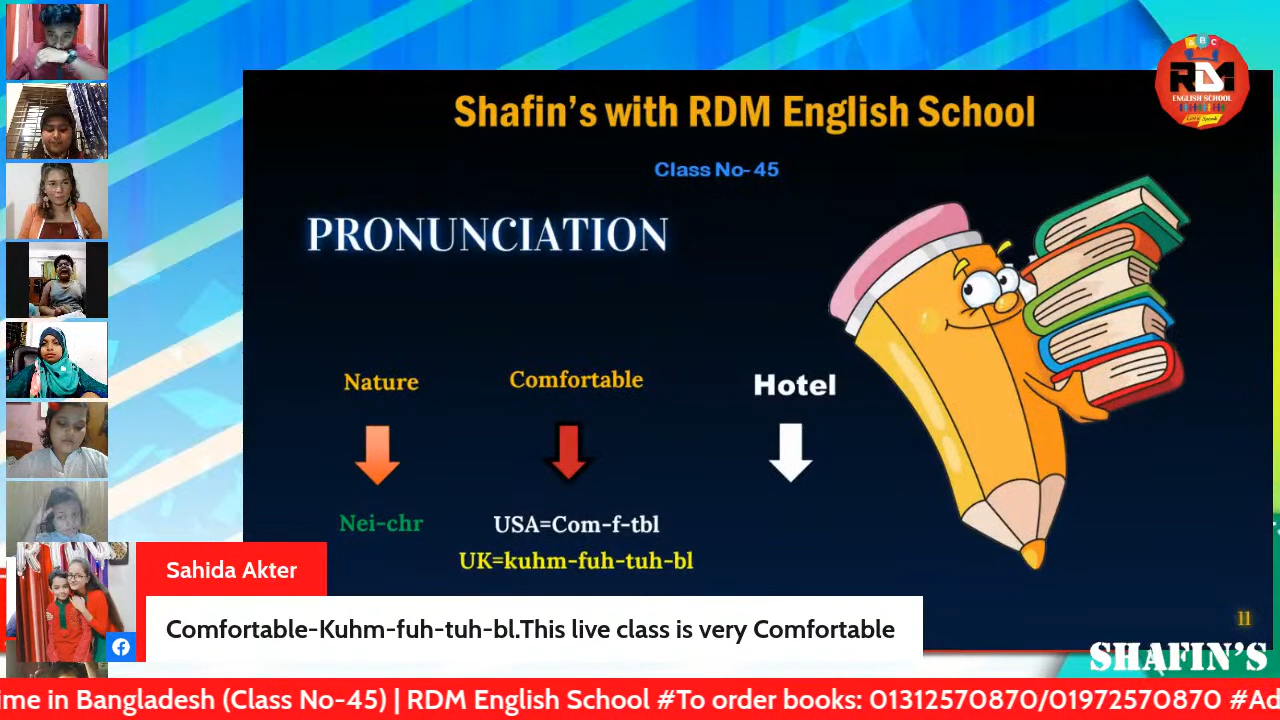 Shafin's with RDM English School
Class No- 45
PRONUNCIATION
A B C
RDM
ENGLISH SCHOOL
Nature
Comfortable
Hotel
Nei-chr
USA=Com-f-tbl
UK=kuhm-fuh-tuh-bl
Sahida Akter
Comfortable-Kuhm-fuh-tuh-bl.This live class is very Comfortable
11
SHAFIN'S
ime in Bangladesh (Class No-45) | RDM English School #To order books: 01312570870/01972570870 #Ad